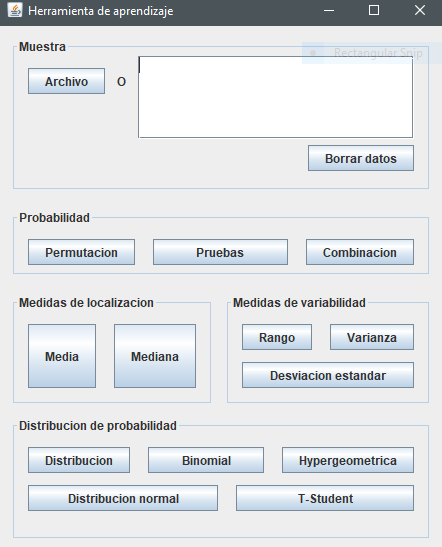 Herramienta de aprendizaje
Muestra
Rectangular Snip
Archivo O
Borrar datos
Probabilidad
Permutacion Pruebas Combinacion
Medidas de localizacion Medidas de variabilidad
Media Mediana Rango Varianza
Desviacion estandar
Distribucion de probabilidad
Distribucion Binomial Hypergeometrica
Distribucion normal T-Student